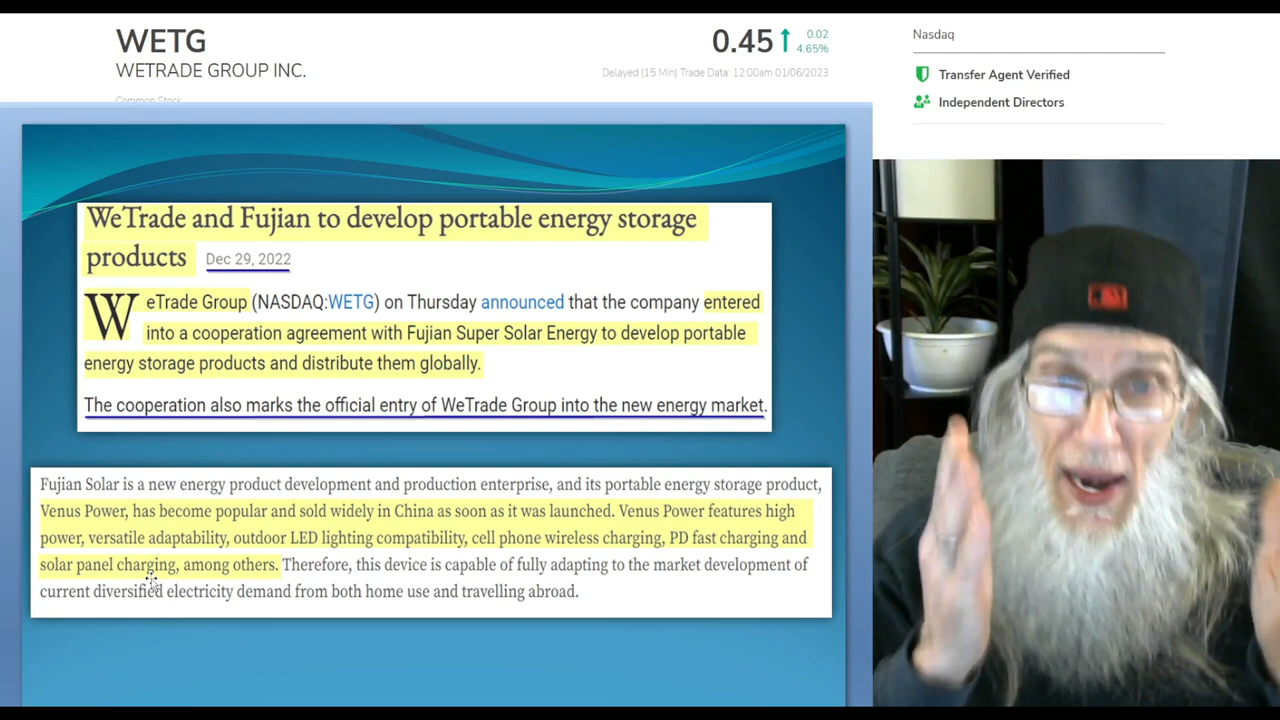 WETG
WETRADE GROUP INC.
Common Stock
0.45
0.02
4.65%
Delayed (15 Min) Trade Data: 12:00am 01/06/2023
Nasdaq
Transfer Agent Verified
Independent Directors
WeTrade and Fujian to develop portable energy storage
products Dec 29, 2022
WeTrade Group (NASDAQ:WETG) on Thursday announced that the company entered
into a cooperation agreement with Fujian Super Solar Energy to develop portable
energy storage products and distribute them globally.
The cooperation also marks the official entry of WeTrade Group into the new energy market.
Fujian Solar is a new energy product development and production enterprise, and its portable energy storage product,
Venus Power, has become popular and sold widely in China as soon as it was launched. Venus Power features high
power, versatile adaptability, outdoor LED lighting compatibility, cell phone wireless charging, PD fast charging and
solar panel charging, among others. Therefore, this device is capable of fully adapting to the market development of
current diversified electricity demand from both home use and travelling abroad.